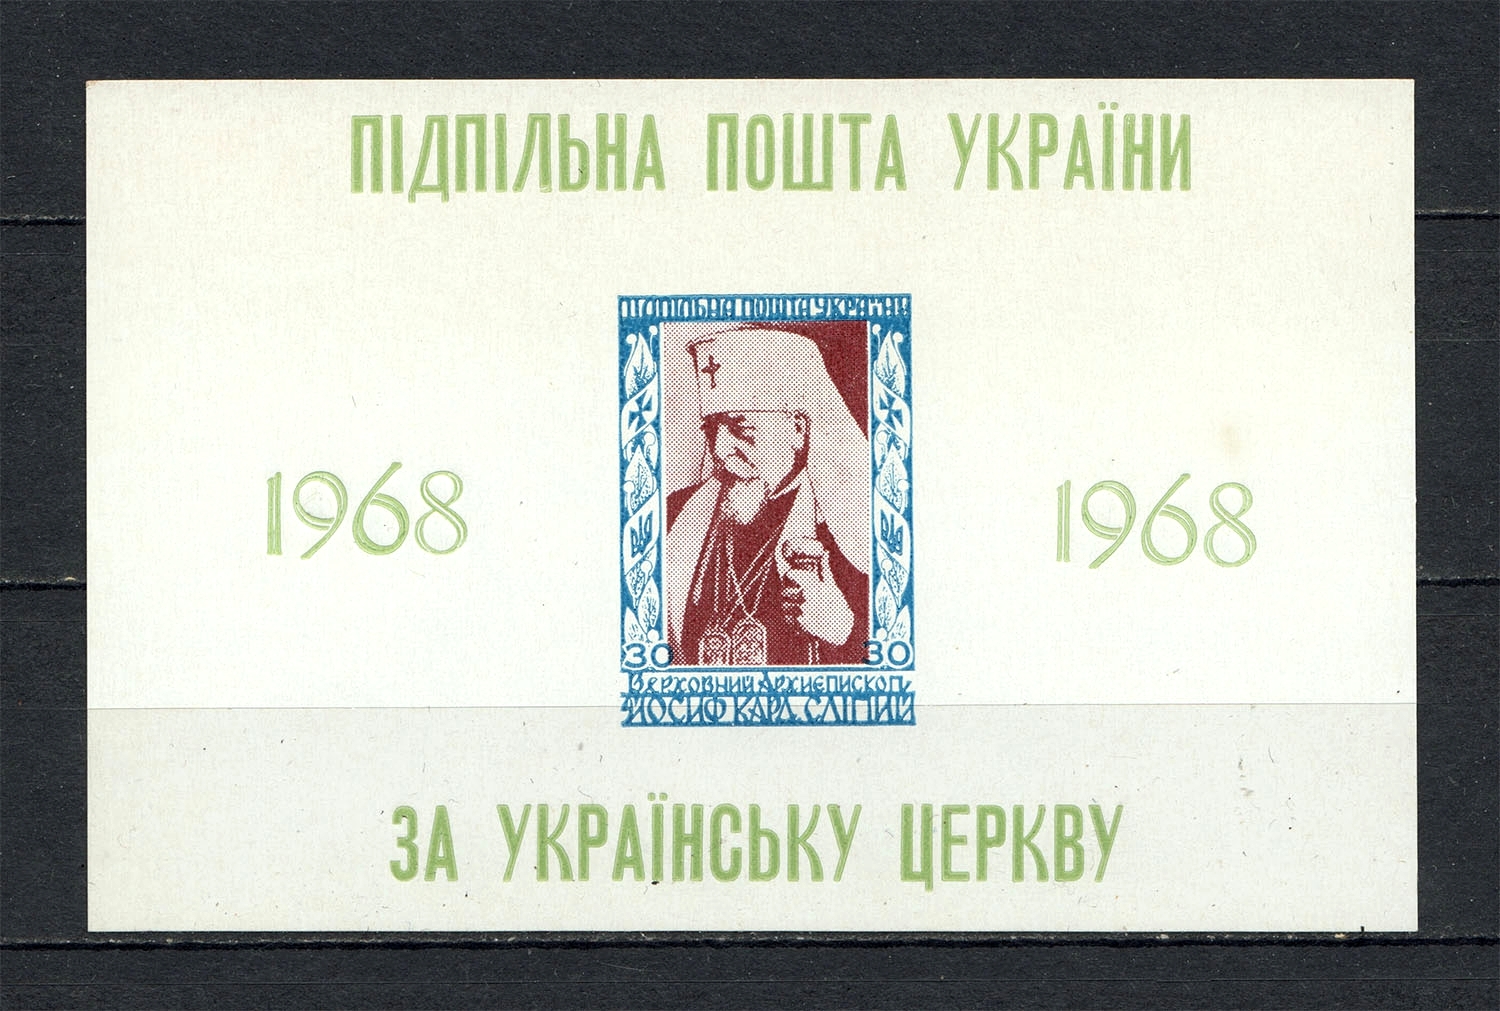 ПІДПІЛЬНА ПОШТА УКРАЇНИ
ПІДПІЛЬНА ПОШТА УКРАЇНИ
1968
1968
30
30
Верховний Архиєпископ
ЙОСИФ КАРД. СЛІПИЙ
ЗА УКРАЇНСЬКУ ЦЕРКВУ